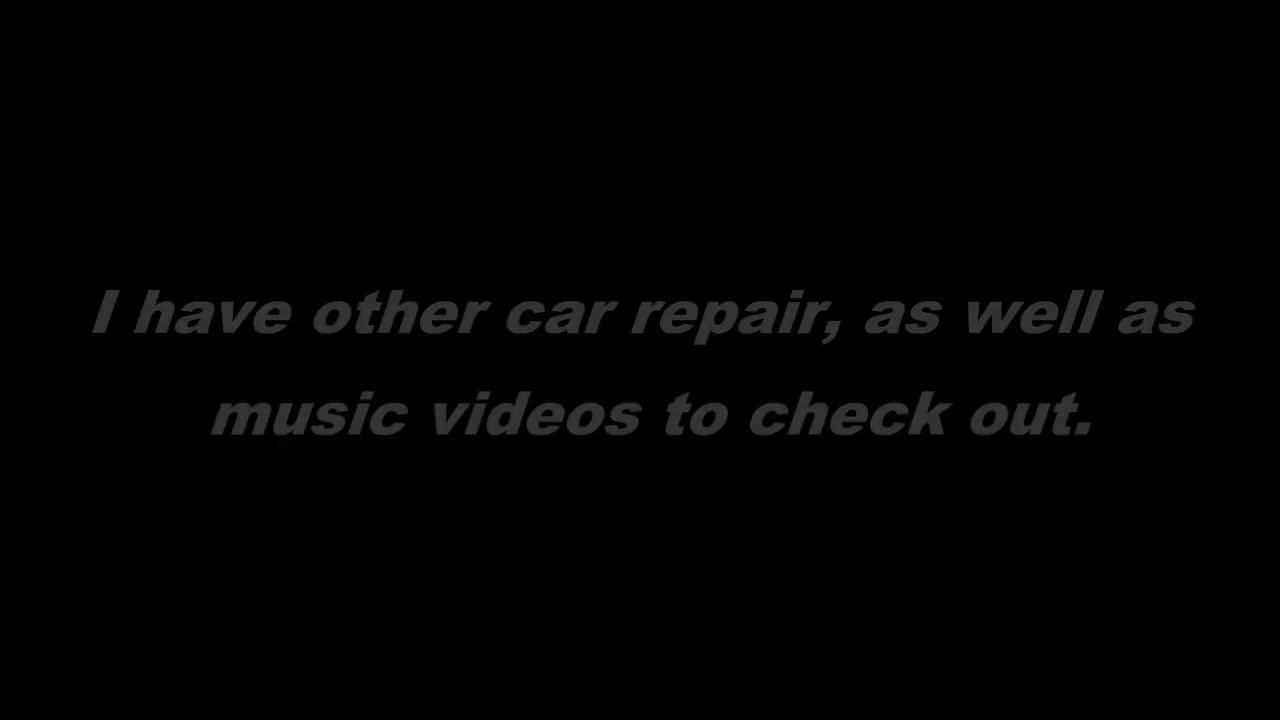 I have other car repair, as well as
music videos to check out.